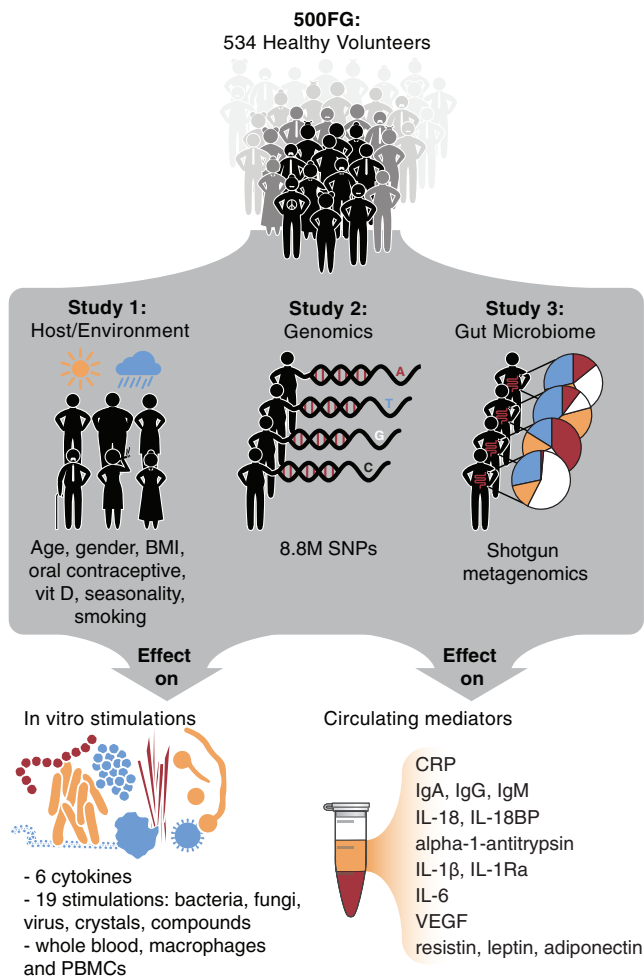 500FG:
534 Healthy Volunteers
Study 1:
Host/Environment
Age, gender, BMI,
oral contraceptive,
vit D, seasonality,
smoking
Study 2:
Genomics
A
T
G
C
8.8M SNPs
Study 3:
Gut Microbiome
Shotgun
metagenomics
Effect
on
In vitro stimulations
- 6 cytokines
- 19 stimulations: bacteria, fungi,
virus, crystals, compounds
- whole blood, macrophages
and PBMCs
Effect
on
Circulating mediators
CRP
IgA, IgG, IgM
IL-18, IL-18BP
alpha-1-antitrypsin
IL-1β, IL-1Ra
IL-6
VEGF
resistin, leptin, adiponectin